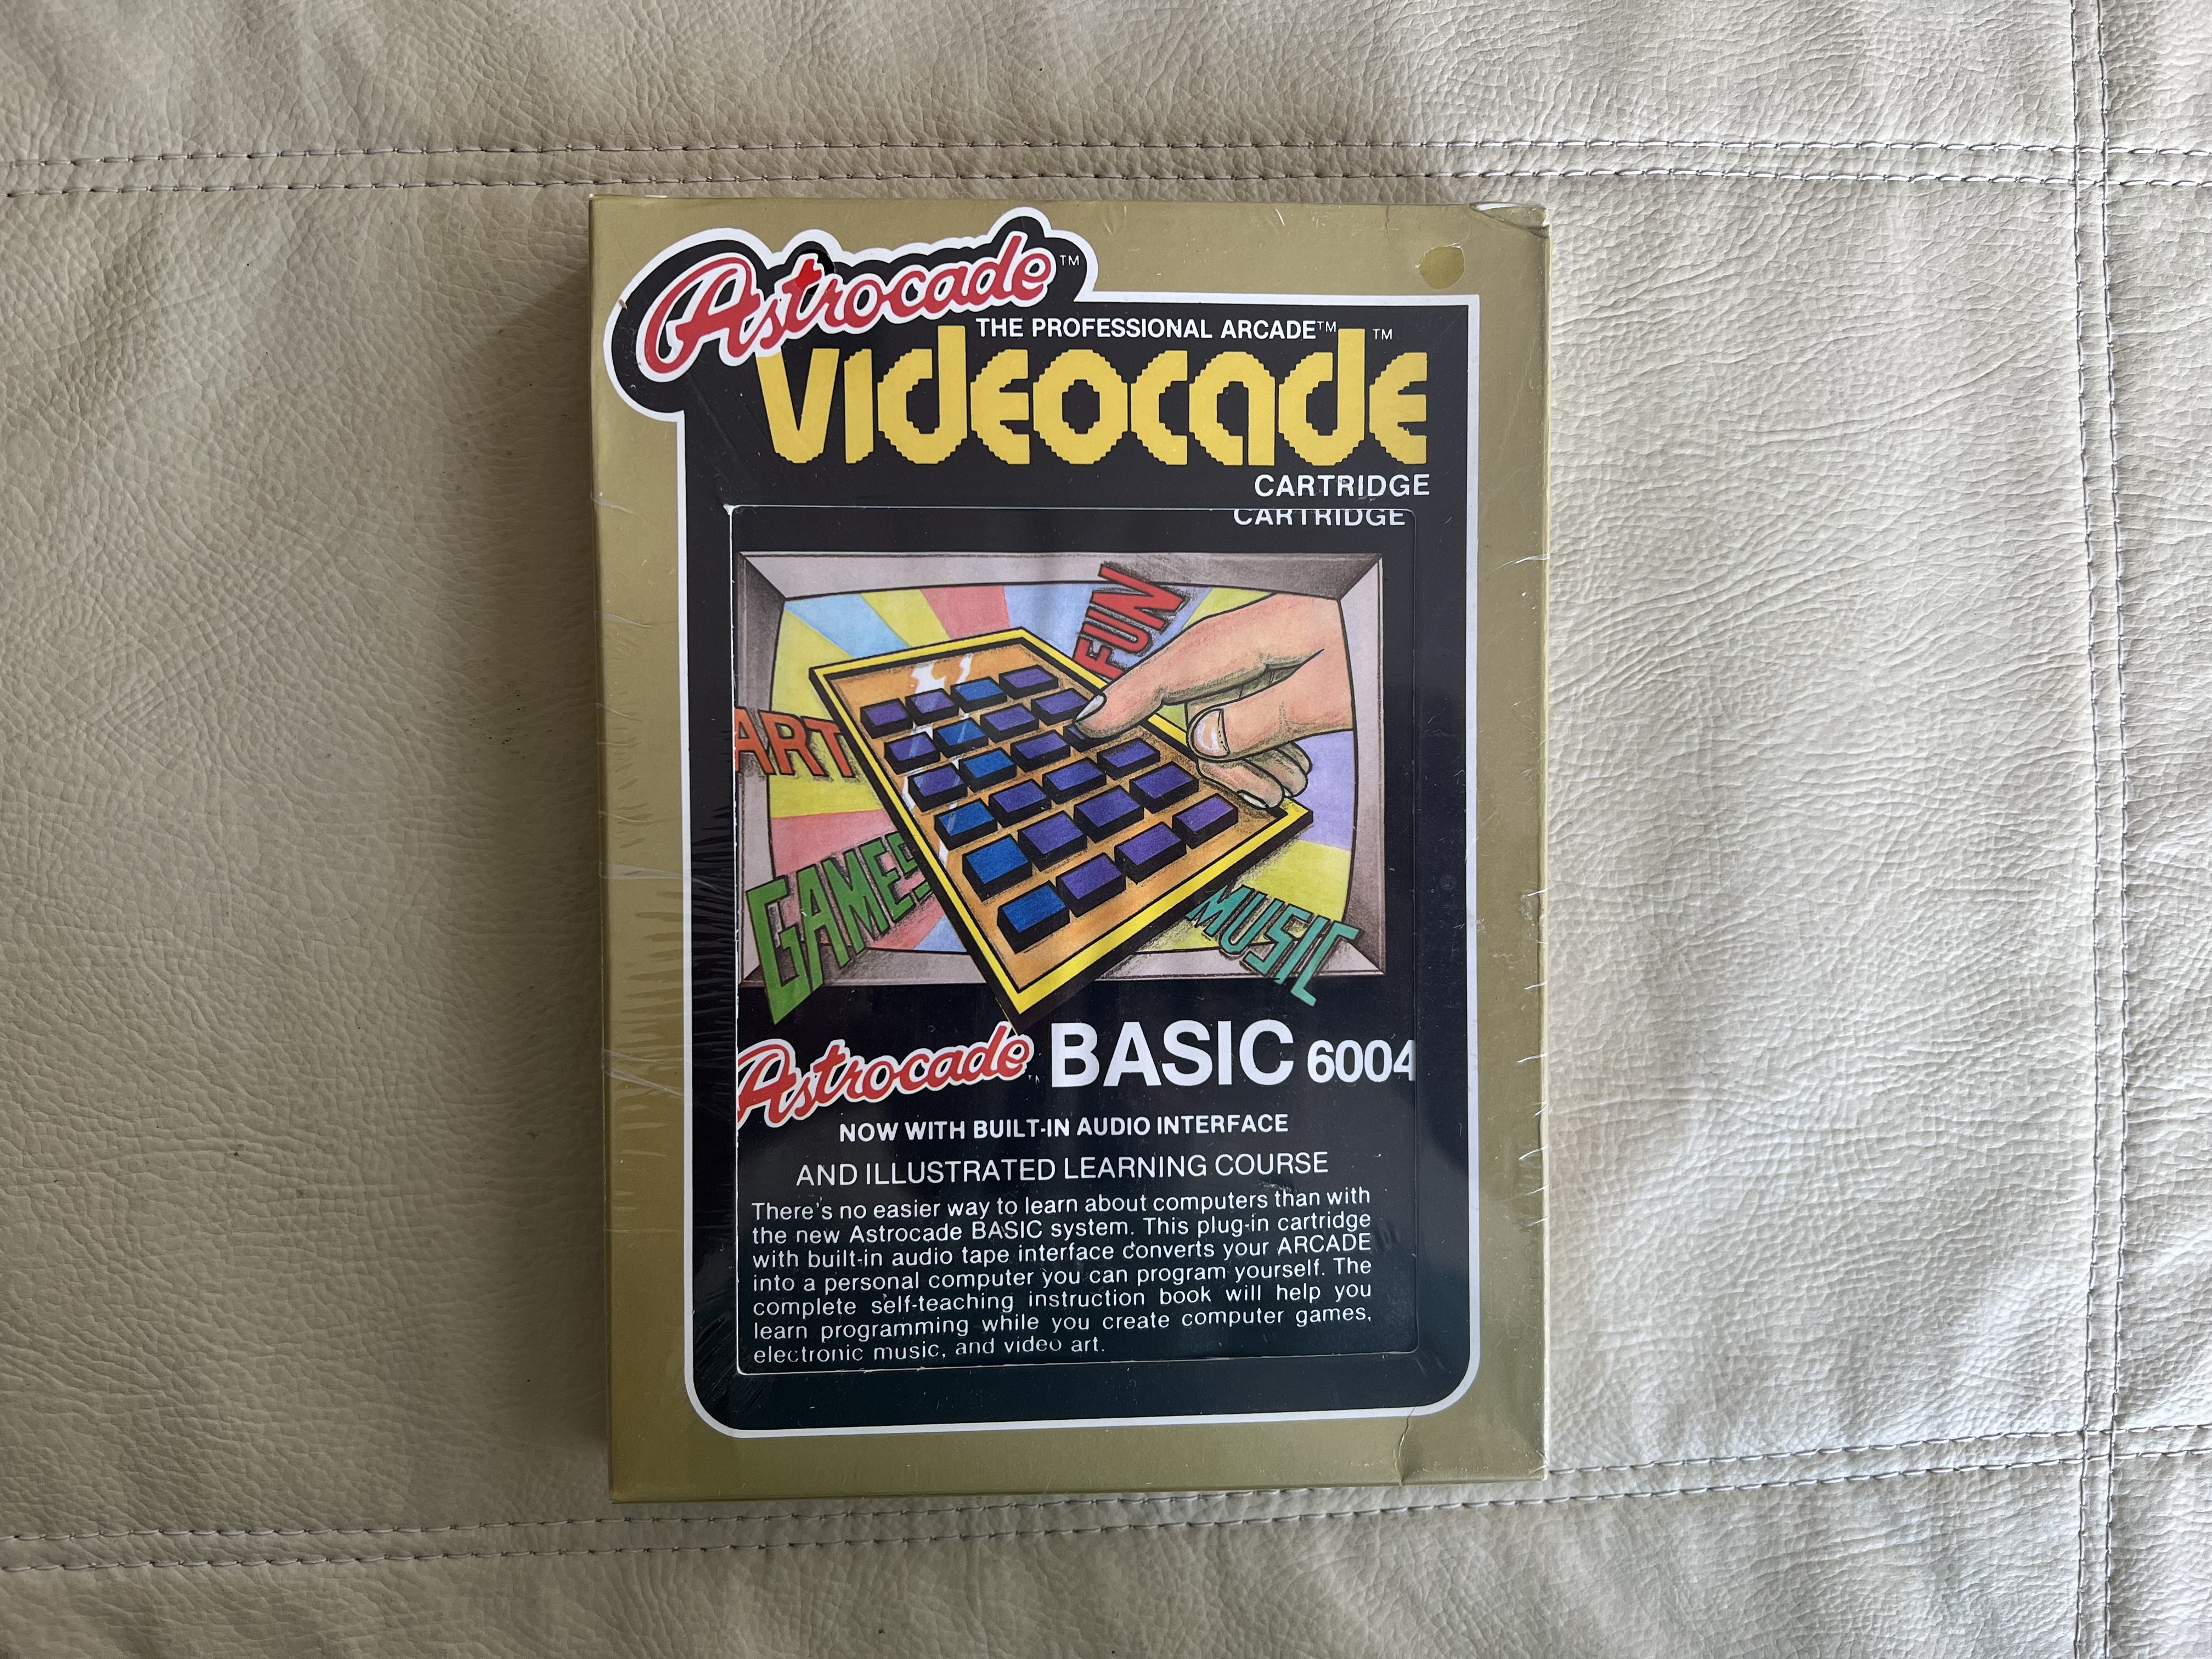 Astrocade™
THE PROFESSIONAL ARCADE™
VIDEOCADE™
CARTRIDGE
CARTRIDGE
FUN
ART
GAMES
MUSIC
Astrocade™ BASIC 6004
NOW WITH BUILT-IN AUDIO INTERFACE
AND ILLUSTRATED LEARNING COURSE
There's no easier way to learn about computers than with
the new Astrocade BASIC system. This plug-in cartridge
with built-in audio tape interface converts your ARCADE
into a personal computer you can program yourself. The
complete self-teaching instruction book will help you
learn programming while you create computer games,
electronic music, and video art.